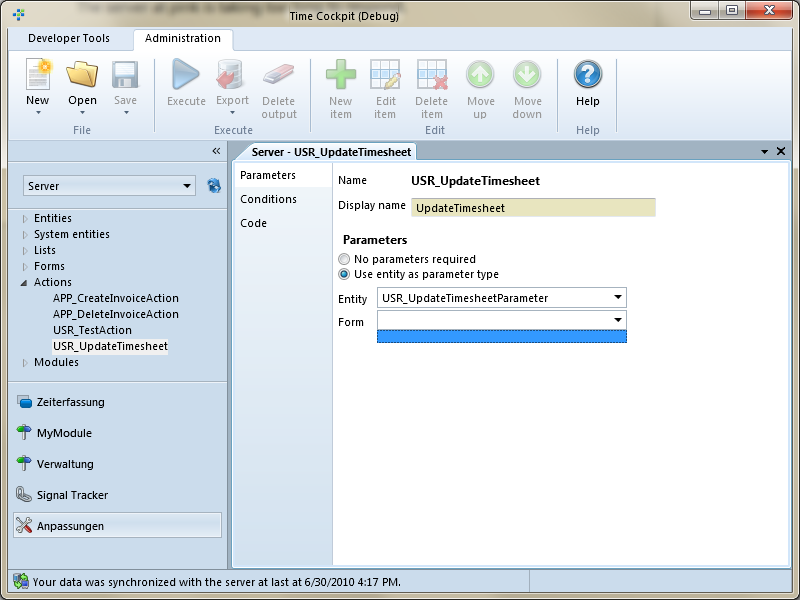 Time Cockpit (Debug)
Developer Tools
Administration
New
Open
Save
Execute
Export
Delete output
New item
Edit item
Delete item
Move up
Move down
Help
File
Execute
Edit
Help
«
Server - USR_UpdateTimesheet
Server
Entities
System entities
Lists
Forms
Actions
APP_CreateInvoiceAction
APP_DeleteInvoiceAction
USR_TestAction
USR_UpdateTimesheet
Modules
Zeiterfassung
MyModule
Verwaltung
Signal Tracker
Anpassungen
Parameters
Conditions
Code
Name USR_UpdateTimesheet
Display name UpdateTimesheet
Parameters
No parameters required
Use entity as parameter type
Entity USR_UpdateTimesheetParameter
Form
Your data was synchronized with the server at last at 6/30/2010 4:17 PM.